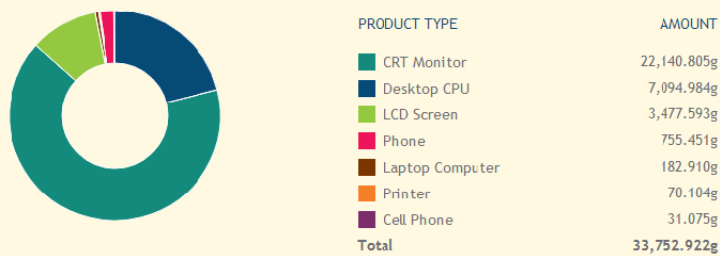 PRODUCT TYPE AMOUNT
CRT Monitor 22,140.805g
Desktop CPU 7,094.984g
LCD Screen 3,477.593g
Phone 755.451g
Laptop Computer 182.910g
Printer 70.104g
Cell Phone 31.075g
Total 33,752.922g